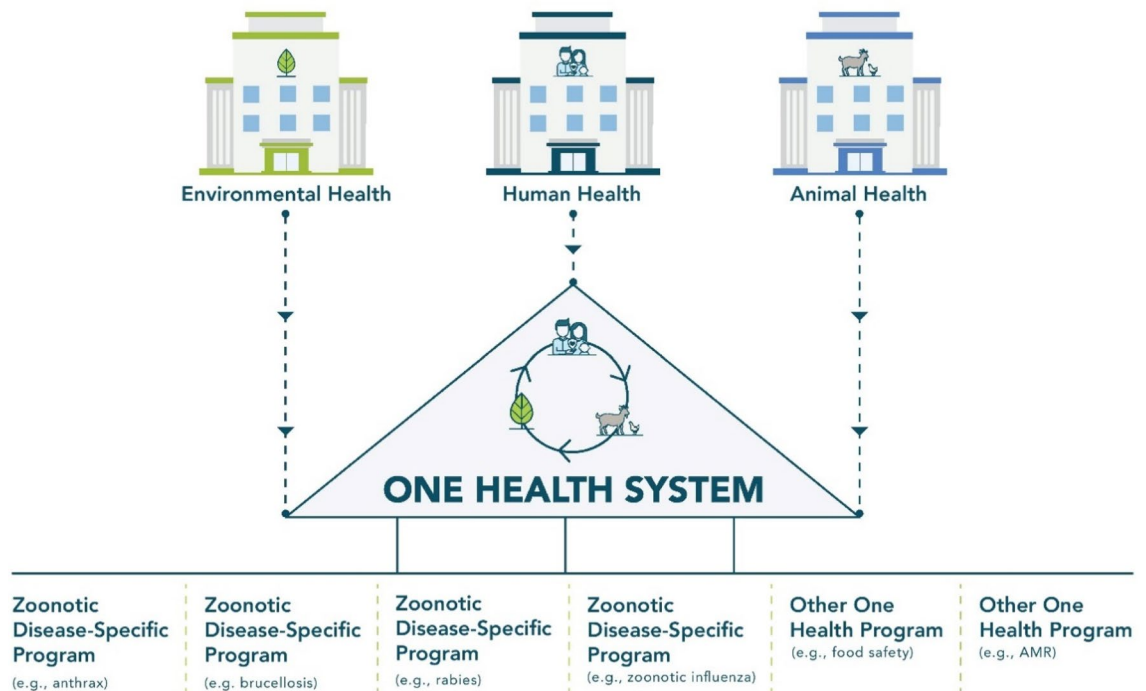 Environmental Health
Human Health
Animal Health
ONE HEALTH SYSTEM
Zoonotic
Disease-Specific
Program
(e.g., anthrax)
Zoonotic
Disease-Specific
Program
(e.g. brucellosis)
Zoonotic
Disease-Specific
Program
(e.g., rabies)
Zoonotic
Disease-Specific
Program
(e.g., zoonotic influenza)
Other One
Health Program
(e.g., food safety)
Other One
Health Program
(e.g., AMR)